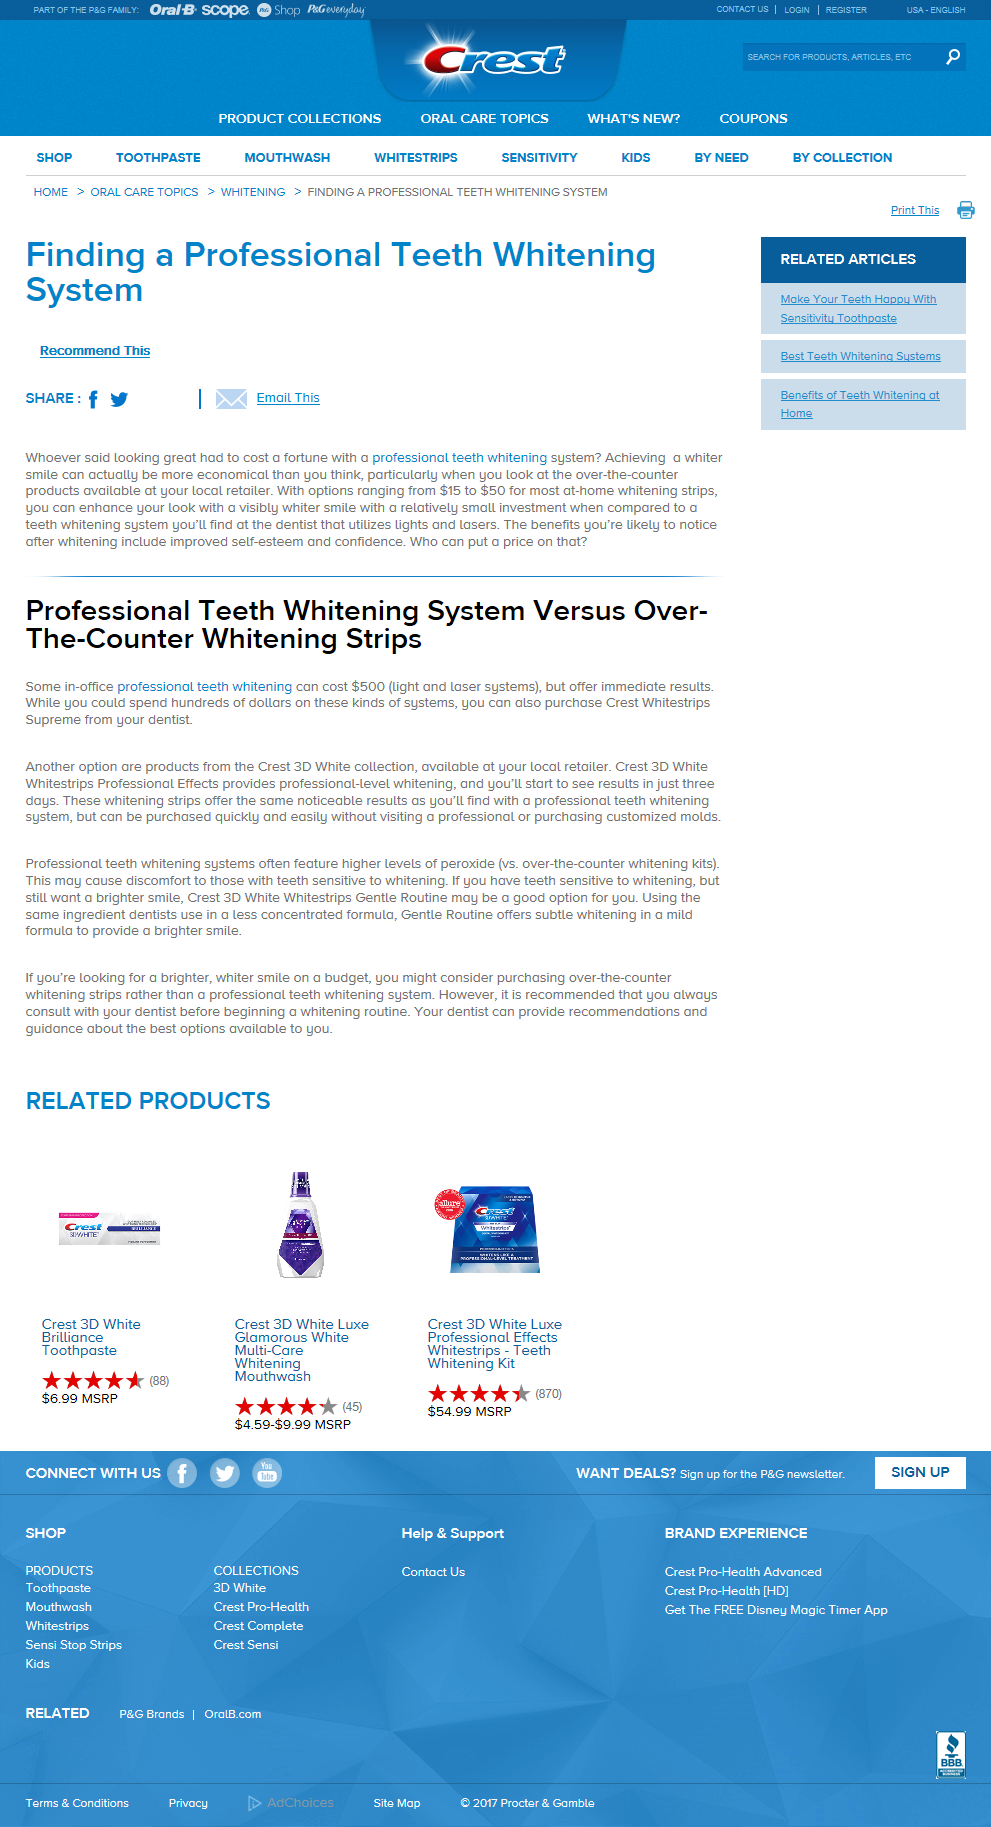 PART OF THE P&G FAMILY: Oral-B scope. P&G Shop P&G everyday
CONTACT US | LOGIN | REGISTER USA - ENGLISH
Crest
SEARCH FOR PRODUCTS, ARTICLES, ETC
PRODUCT COLLECTIONS ORAL CARE TOPICS WHAT'S NEW? COUPONS
SHOP TOOTHPASTE MOUTHWASH WHITESTRIPS SENSITIVITY KIDS BY NEED BY COLLECTION
HOME > ORAL CARE TOPICS > WHITENING > FINDING A PROFESSIONAL TEETH WHITENING SYSTEM
Print This
Finding a Professional Teeth Whitening
System
Recommend This
SHARE :
Email This
RELATED ARTICLES
Make Your Teeth Happy With
Sensitivity Toothpaste
Best Teeth Whitening Systems
Benefits of Teeth Whitening at
Home
Whoever said looking great had to cost a fortune with a professional teeth whitening system? Achieving a whiter
smile can actually be more economical than you think, particularly when you look at the over-the-counter
products available at your local retailer. With options ranging from $15 to $50 for most at-home whitening strips,
you can enhance your look with a visibly whiter smile with a relatively small investment when compared to a
teeth whitening system you'll find at the dentist that utilizes lights and lasers. The benefits you're likely to notice
after whitening include improved self-esteem and confidence. Who can put a price on that?
Professional Teeth Whitening System Versus Over-
The-Counter Whitening Strips
Some in-office professional teeth whitening can cost $500 (light and laser systems), but offer immediate results.
While you could spend hundreds of dollars on these kinds of systems, you can also purchase Crest Whitestrips
Supreme from your dentist.
Another option are products from the Crest 3D White collection, available at your local retailer. Crest 3D White
Whitestrips Professional Effects provides professional-level whitening, and you'll start to see results in just three
days. These whitening strips offer the same noticeable results as you'll find with a professional teeth whitening
system, but can be purchased quickly and easily without visiting a professional or purchasing customized molds.
Professional teeth whitening systems often feature higher levels of peroxide (vs. over-the-counter whitening kits).
This may cause discomfort to those with teeth sensitive to whitening. If you have teeth sensitive to whitening, but
still want a brighter smile, Crest 3D White Whitestrips Gentle Routine may be a good option for you. Using the
same ingredient dentists use in a less concentrated formula, Gentle Routine offers subtle whitening in a mild
formula to provide a brighter smile.
If you're looking for a brighter, whiter smile on a budget, you might consider purchasing over-the-counter
whitening strips rather than a professional teeth whitening system. However, it is recommended that you always
consult with your dentist before beginning a whitening routine. Your dentist can provide recommendations and
guidance about the best options available to you.
RELATED PRODUCTS
Crest
3D WHITE
BRILLIANCE
allure
Crest
3D WHITE
Whitestrips
PROFESSIONAL-LEVEL TREATMENT
Crest 3D White
Brilliance
Toothpaste
(88)
$6.99 MSRP
Crest 3D White Luxe
Glamorous White
Multi-Care
Whitening
Mouthwash
(45)
$4.59-$9.99 MSRP
Crest 3D White Luxe
Professional Effects
Whitestrips - Teeth
Whitening Kit
(870)
$54.99 MSRP
CONNECT WITH US You Tube
WANT DEALS? Sign up for the P&G newsletter. SIGN UP
SHOP
PRODUCTS
Toothpaste
Mouthwash
Whitestrips
Sensi Stop Strips
Kids
COLLECTIONS
3D White
Crest Pro-Health
Crest Complete
Crest Sensi
Help & Support
Contact Us
BRAND EXPERIENCE
Crest Pro-Health Advanced
Crest Pro-Health [HD]
Get The FREE Disney Magic Timer App
RELATED P&G Brands | OralB.com
BBB
ACCREDITED
BUSINESS
Terms & Conditions Privacy AdChoices Site Map © 2017 Procter & Gamble